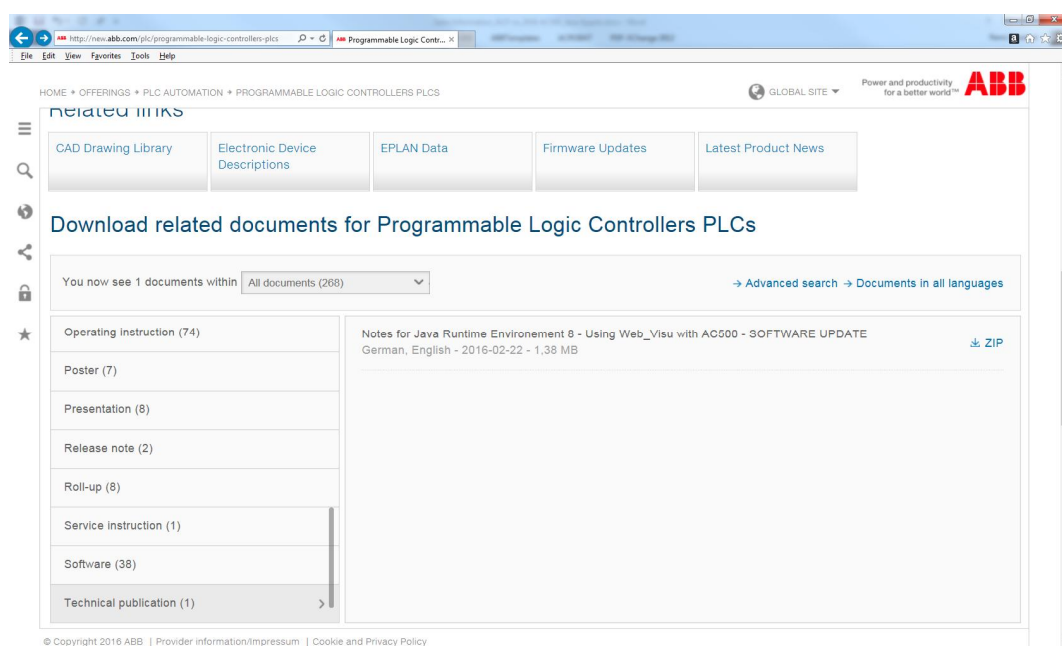 http://new.abb.com/plc/programmable-logic-controllers-plcs
ABB Programmable Logic Contr... ×
File Edit View Favorites Tools Help
HOME OFFERINGS PLC AUTOMATION PROGRAMMABLE LOGIC CONTROLLERS PLCS
GLOBAL SITE
Power and productivity
for a better world™
ABB
Related links
CAD Drawing Library
Electronic Device
Descriptions
EPLAN Data
Firmware Updates
Latest Product News
Download related documents for Programmable Logic Controllers PLCs
You now see 1 documents within All documents (268)
→ Advanced search → Documents in all languages
Operating instruction (74)
Poster (7)
Presentation (8)
Release note (2)
Roll-up (8)
Service instruction (1)
Software (38)
Technical publication (1)
Notes for Java Runtime Environement 8 - Using Web_Visu with AC500 - SOFTWARE UPDATE
German, English - 2016-02-22 - 1,38 MB
ZIP
© Copyright 2016 ABB | Provider information/Impressum | Cookie and Privacy Policy